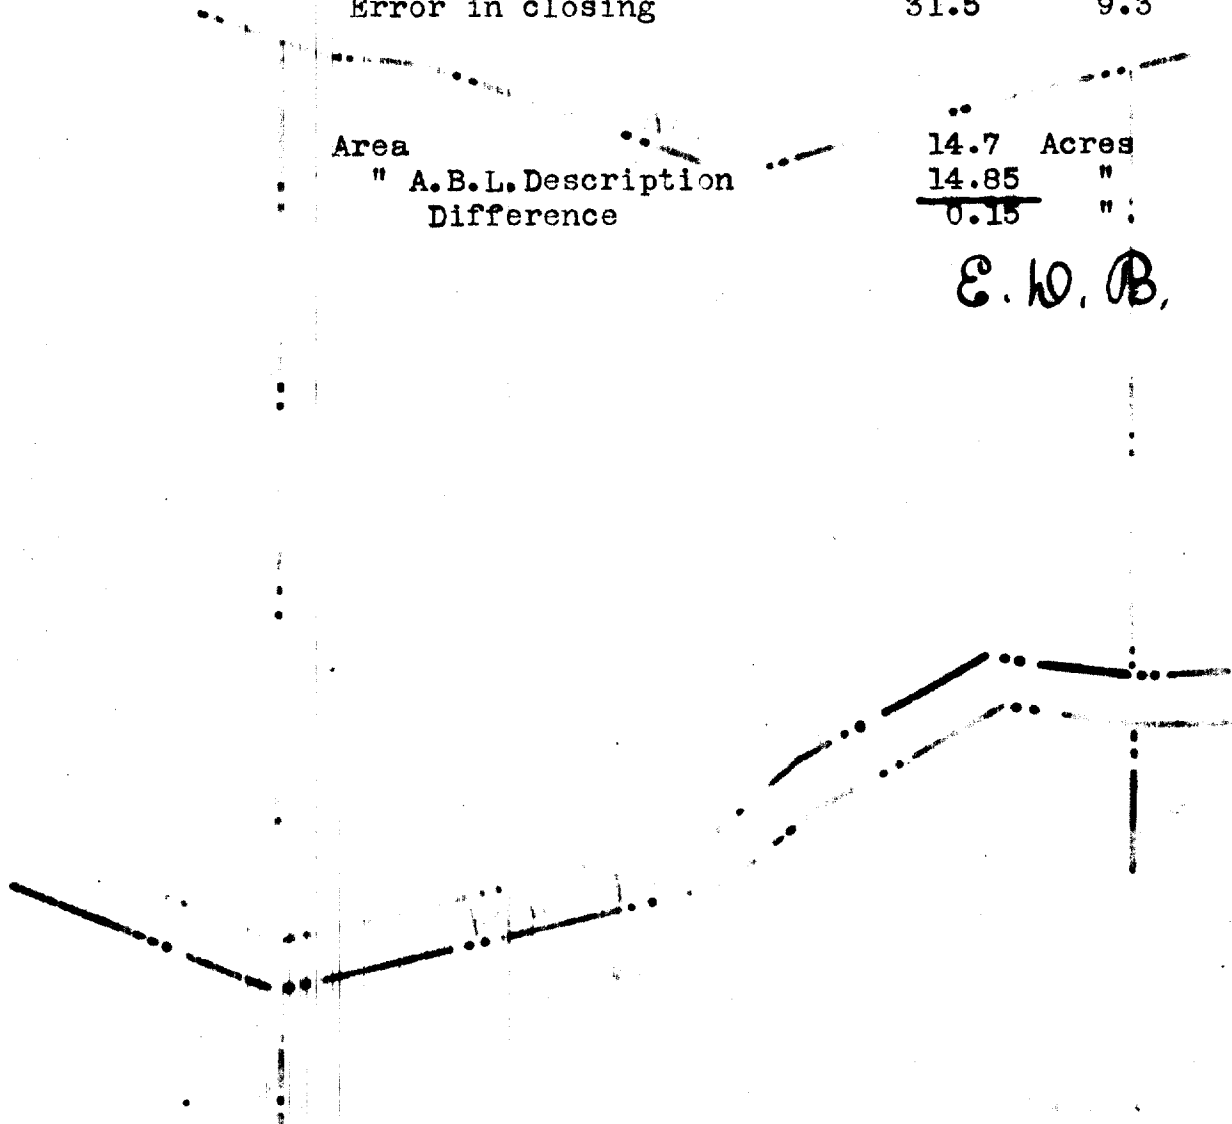 Error in closing 31.5 9.3
Area 14.7 Acres
" A.B.L.Description 14.85 "
Difference 0.15 "
E. W. B.